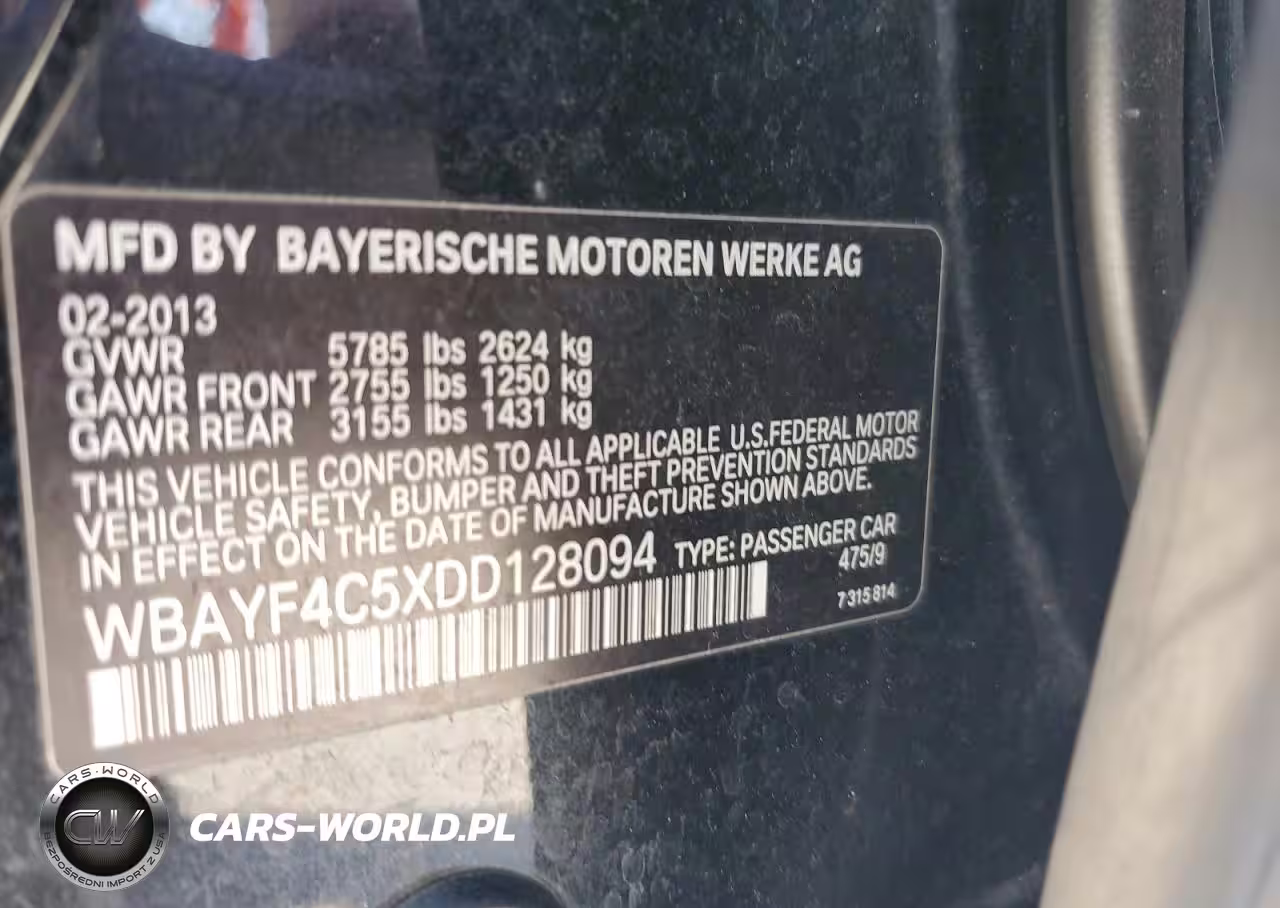 MFD BY BAYERISCHE MOTOREN WERKE AG
02-2013
GVWR 5785 lbs 2624 kg
GAWR FRONT 2755 lbs 1250 kg
GAWR REAR 3155 lbs 1431 kg
THIS VEHICLE CONFORMS TO ALL APPLICABLE U.S.FEDERAL MOTOR
VEHICLE SAFETY, BUMPER AND THEFT PREVENTION STANDARDS
IN EFFECT ON THE DATE OF MANUFACTURE SHOWN ABOVE.
WBAYF4C5XDD128094 TYPE: PASSENGER CAR
475/9
7 315 814
CARS-WORLD
CW
BEZPOŚREDNI IMPORT Z USA
CARS-WORLD.PL